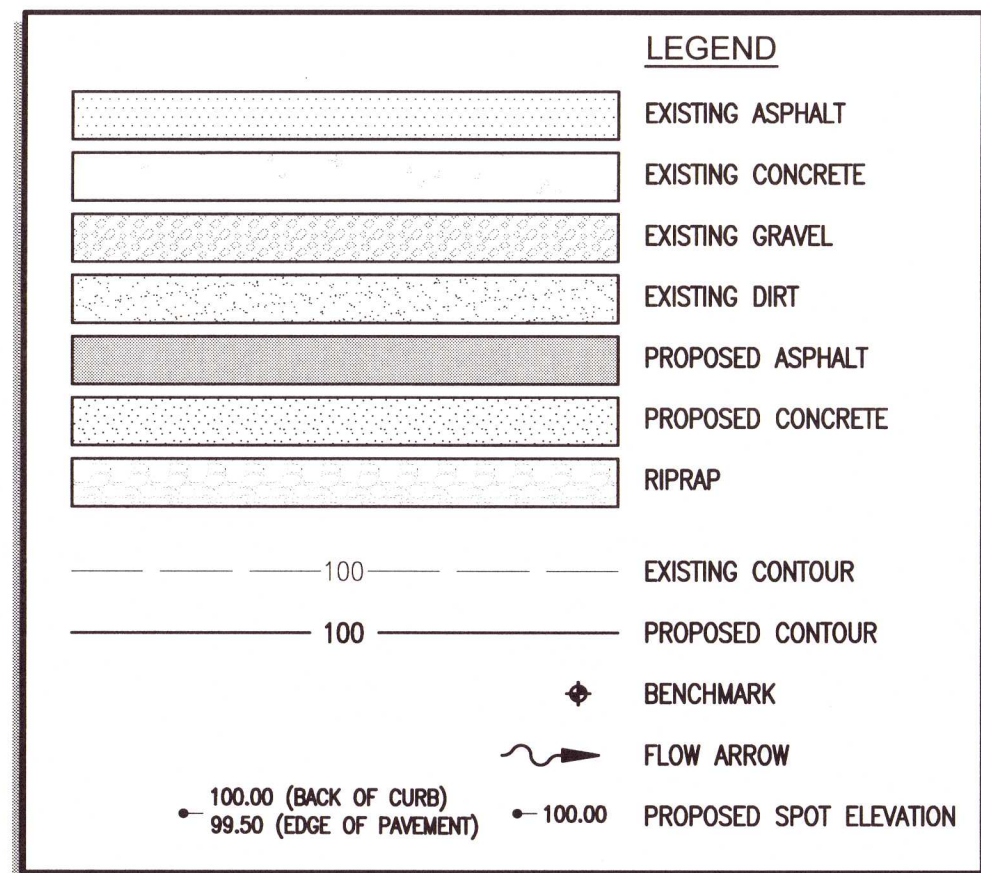 LEGEND
EXISTING ASPHALT
EXISTING CONCRETE
EXISTING GRAVEL
EXISTING DIRT
PROPOSED ASPHALT
PROPOSED CONCRETE
RIPRAP
100 EXISTING CONTOUR
100 PROPOSED CONTOUR
BENCHMARK
FLOW ARROW
100.00 (BACK OF CURB)
99.50 (EDGE OF PAVEMENT)
100.00 PROPOSED SPOT ELEVATION